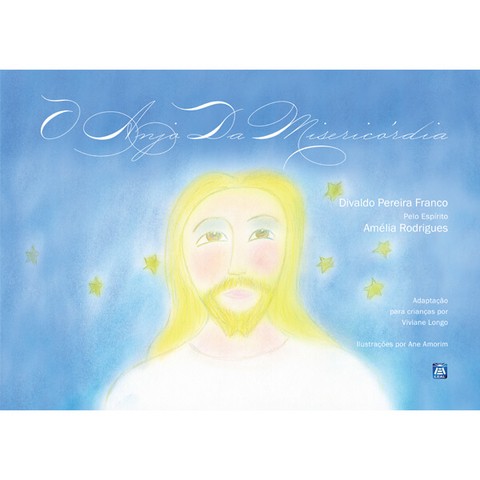 O Anjo Da Misericórdia
Divaldo Pereira Franco
Pelo Espírito
Amélia Rodrigues
Adaptação
para crianças por
Viviane Longo
Ilustrações por Ane Amorim